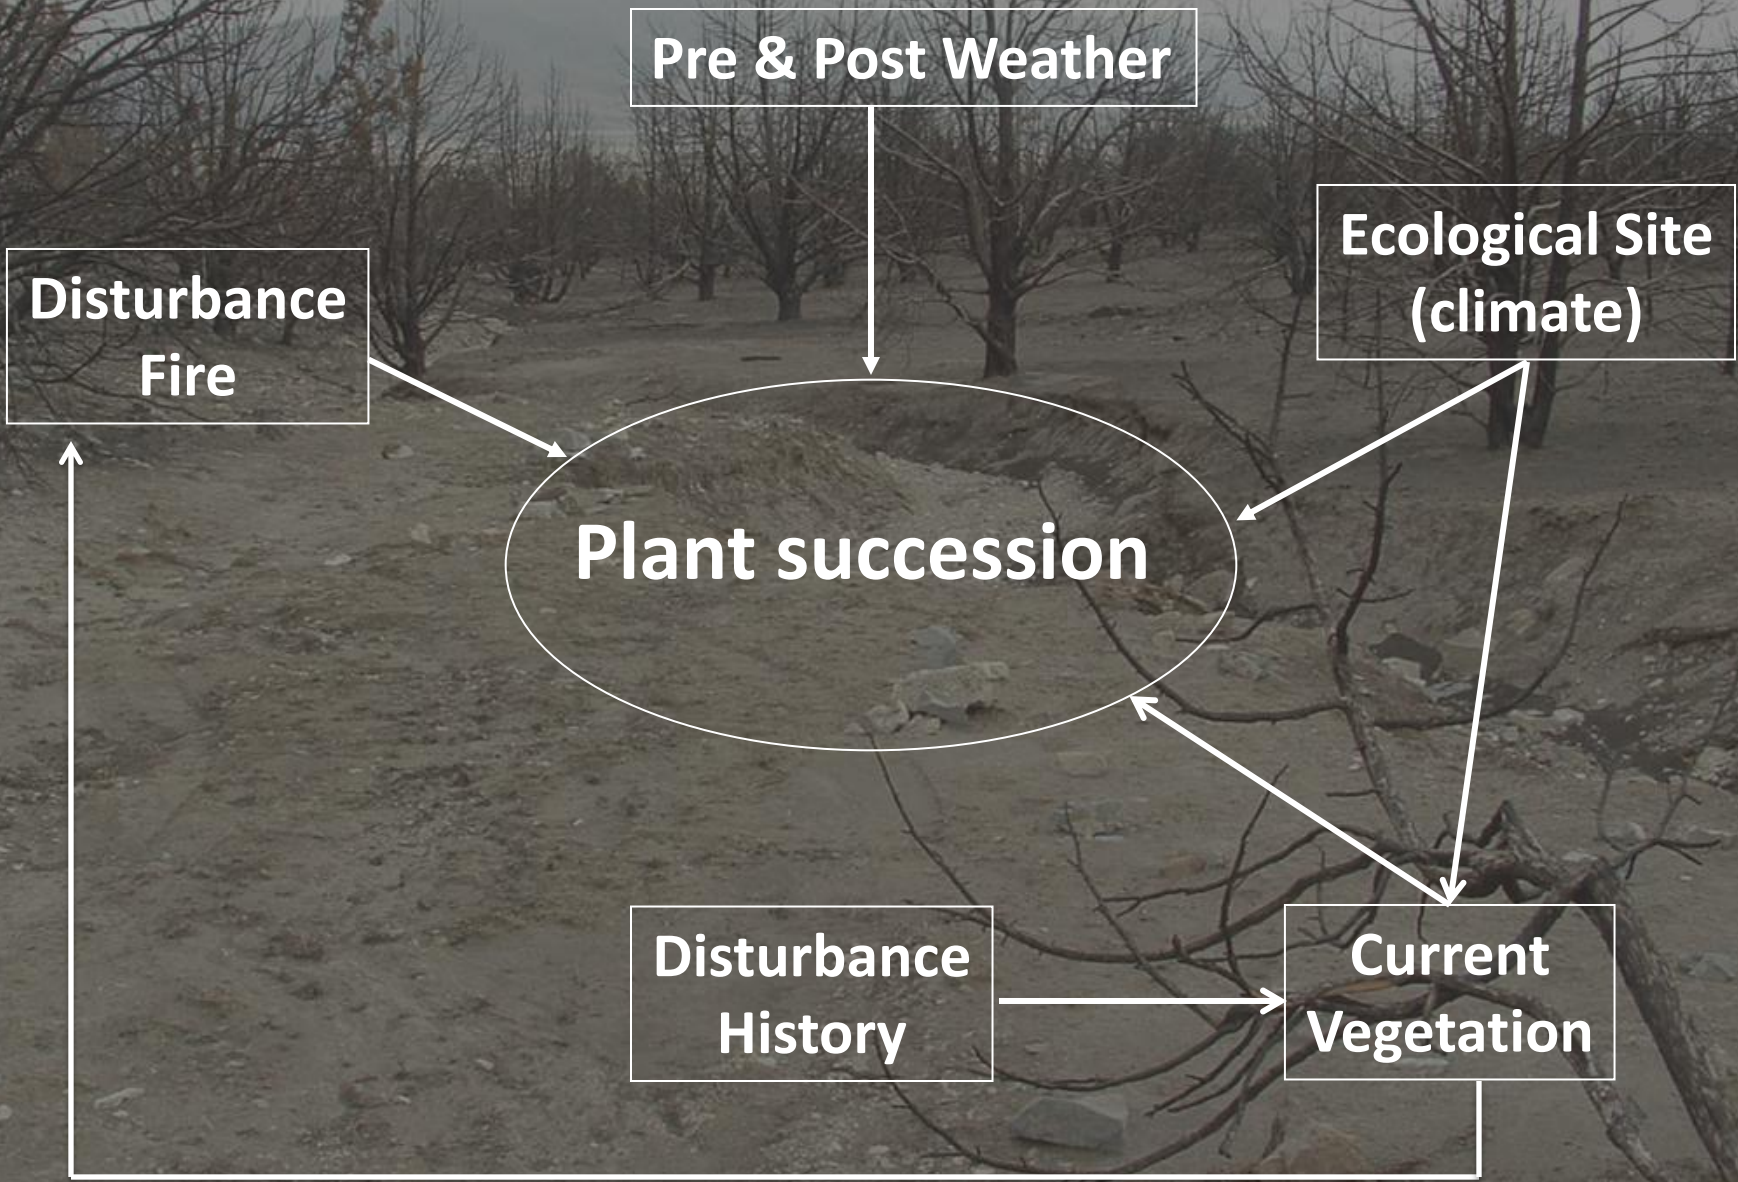 Pre & Post Weather
Ecological Site
(climate)
Disturbance
Fire
Plant succession
Disturbance
History
Current
Vegetation